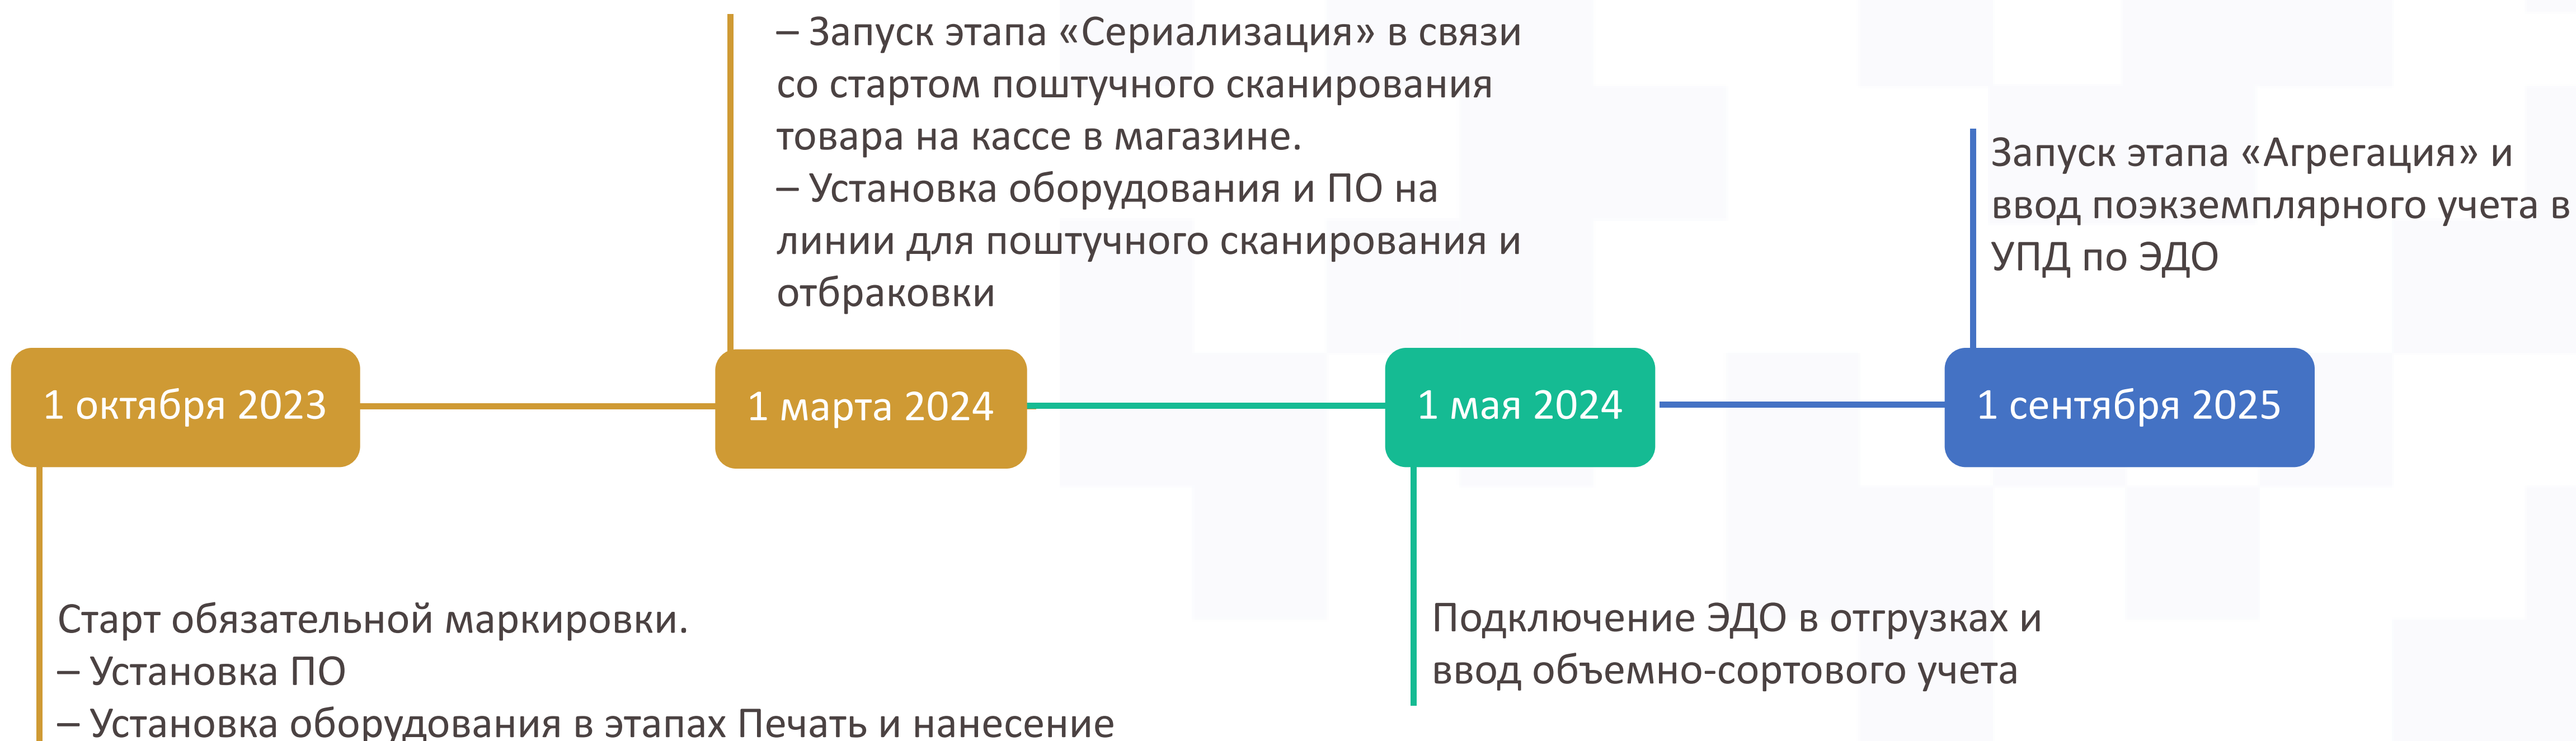 – Запуск этапа «Сериализация» в связи
со стартом поштучного сканирования
товара на кассе в магазине.
– Установка оборудования и ПО на
линии для поштучного сканирования и
отбраковки
Запуск этапа «Агрегация» и
ввод поэкземплярного учета в
УПД по ЭДО
1 октября 2023
1 марта 2024
1 мая 2024
1 сентября 2025
Старт обязательной маркировки.
– Установка ПО
– Установка оборудования в этапах Печать и нанесение
Подключение ЭДО в отгрузках и
ввод объемно-сортового учета